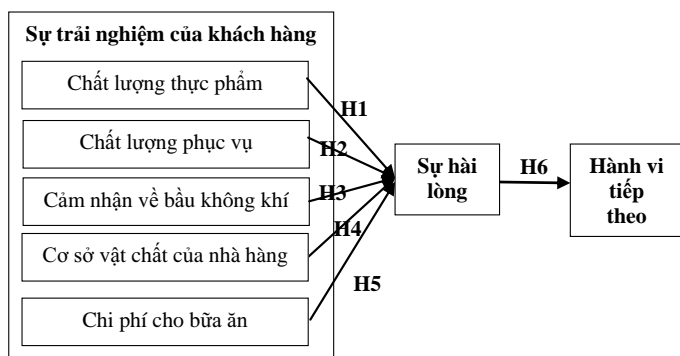 Sự trải nghiệm của khách hàng
Chất lượng thực phẩm
H1
Chất lượng phục vụ
H2
Cảm nhận về bầu không khí
H3
Cơ sở vật chất của nhà hàng
H4
Chi phí cho bữa ăn
H5
Sự hài
lòng
H6
Hành vi
tiếp
theo